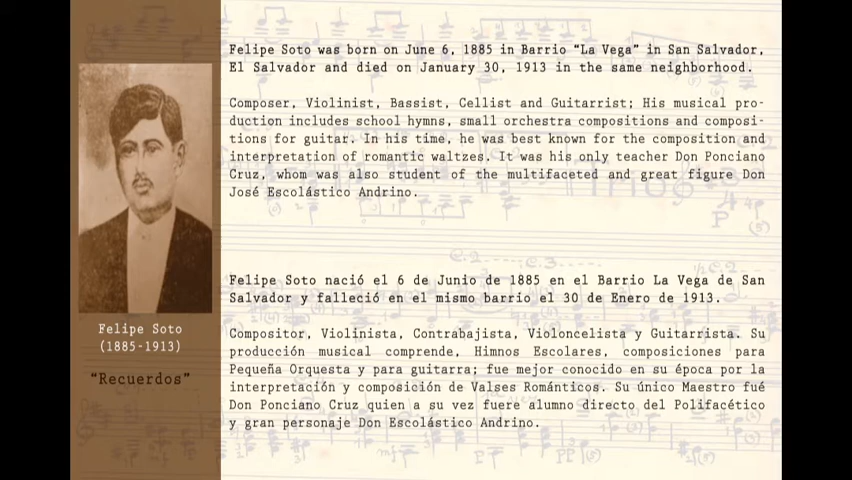 Felipe Soto was born on June 6, 1885 in Barrio “La Vega” in San Salvador,
El Salvador and died on January 30, 1913 in the same neighborhood.
Composer, Violinist, Bassist, Cellist and Guitarrist; His musical pro-
duction includes school hymns, small orchestra compositions and composi-
tions for guitar. In his time, he was best known for the composition and
interpretation of romantic waltzes. It was his only teacher Don Ponciano
Cruz, whom was also student of the multifaceted and great figure Don
José Escolástico Andrino.
Felipe Soto nació el 6 de Junio de 1885 en el Barrio La Vega de San
Salvador y falleció en el mismo barrio el 30 de Enero de 1913.
Compositor, Violinista, Contrabajista, Violoncelista y Guitarrista. Su
producción musical comprende, Himnos Escolares, composiciones para
Pequeña Orquesta y para guitarra; fue mejor conocido en su época por la
interpretación y composición de Valses Románticos. Su único Maestro fué
Don Ponciano Cruz quien a su vez fuere alumno directo del Polifacético
y gran personaje Don Escolástico Andrino.
Felipe Soto
(1885-1913)
“Recuerdos”